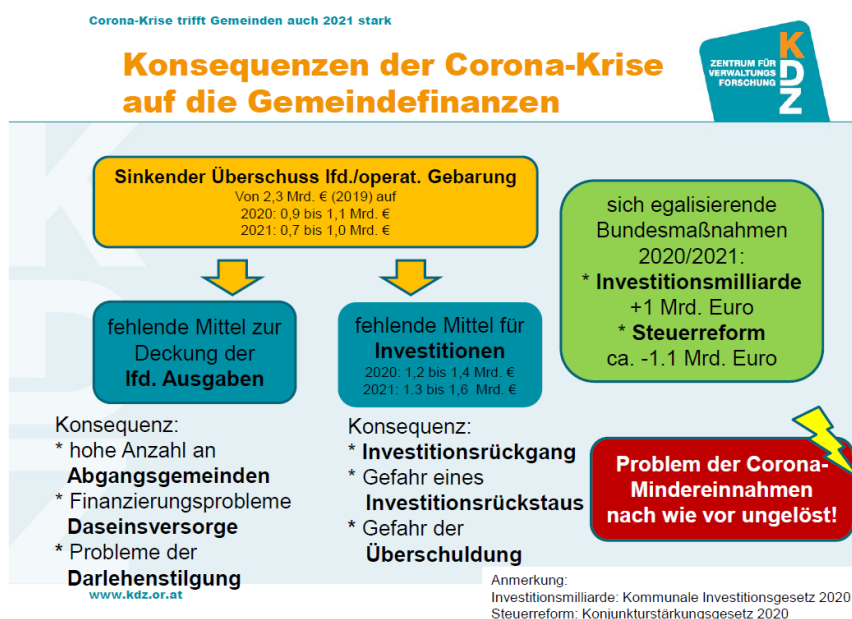 Corona-Krise trifft Gemeinden auch 2021 stark
Konsequenzen der Corona-Krise
auf die Gemeindefinanzen
ZENTRUM FÜR
VERWALTUNGS
FORSCHUNG
KDZ
Sinkender Überschuss lfd./operat. Gebarung
Von 2,3 Mrd. € (2019) auf
2020: 0,9 bis 1,1 Mrd. €
2021: 0,7 bis 1,0 Mrd. €
fehlende Mittel zur
Deckung der
lfd. Ausgaben
Konsequenz:
* hohe Anzahl an
Abgangsgemeinden
* Finanzierungsprobleme
Daseinsversorge
* Probleme der
Darlehenstilgung
fehlende Mittel für
Investitionen
2020: 1,2 bis 1,4 Mrd. €
2021: 1.3 bis 1,6 Mrd. €
Konsequenz:
* Investitionsrückgang
* Gefahr eines
Investitionsrückstaus
* Gefahr der
Überschuldung
sich egalisierende
Bundesmaßnahmen
2020/2021:
* Investitionsmilliarde
+1 Mrd. Euro
* Steuerreform
ca. -1.1 Mrd. Euro
Problem der Corona-
Mindereinnahmen
nach wie vor ungelöst!
www.kdz.or.at
Anmerkung:
Investitionsmilliarde: Kommunale Investitionsgesetz 2020
Steuerreform: Konjunkturstärkungsgesetz 2020